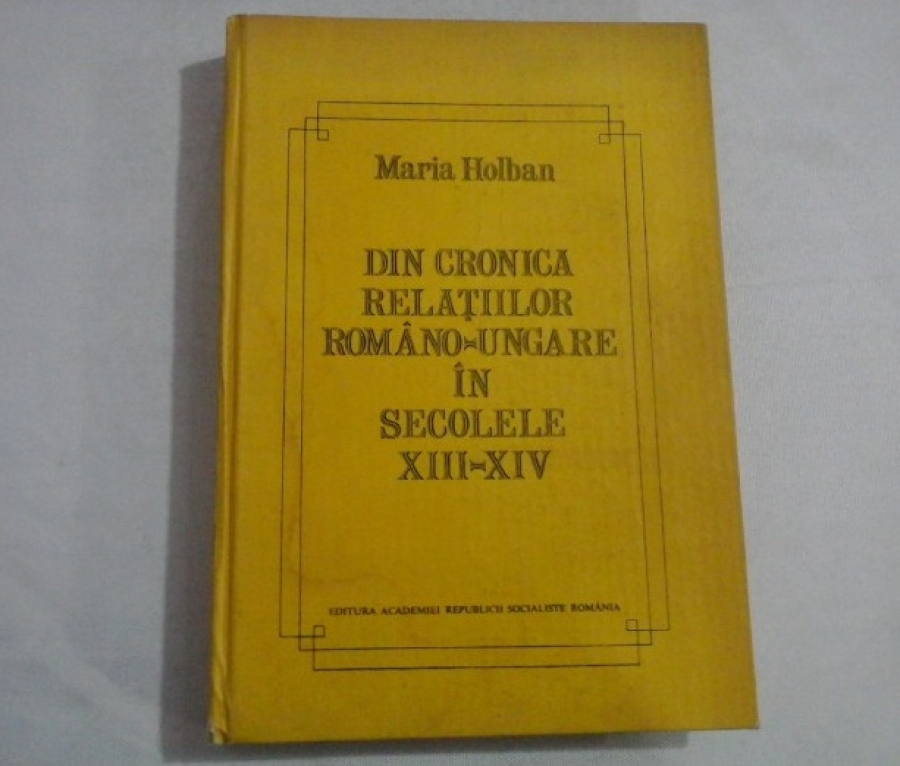 Maria Holban
DIN CRONICA
RELAȚIILOR
ROMÂNO-UNGARE
ÎN
SECOLELE
XIII-XIV
EDITURA ACADEMIEI REPUBLICII SOCIALISTE ROMÂNIA